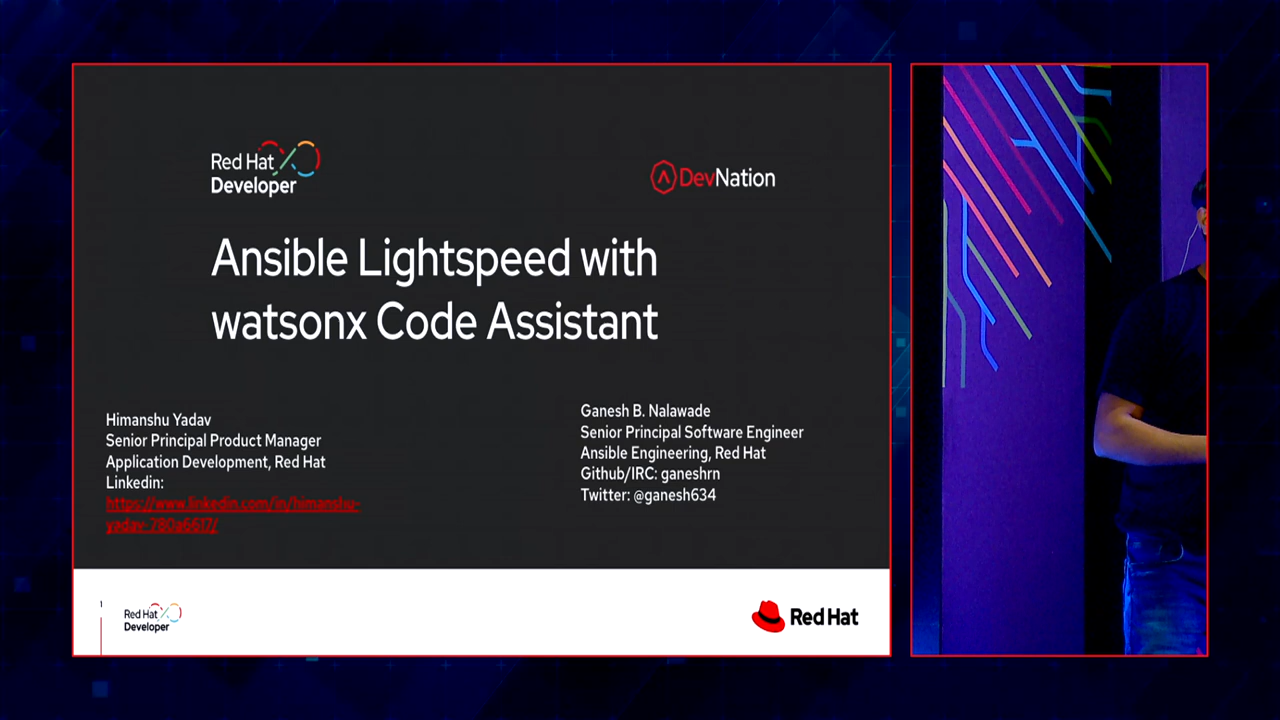 Red Hat
Developer
DevNation
Ansible Lightspeed with
watsonx Code Assistant
Himanshu Yadav
Senior Principal Product Manager
Application Development, Red Hat
Linkedin:
https://www.linkedin.com/in/himanshu-
yadav-780a6617/
Ganesh B. Nalawade
Senior Principal Software Engineer
Ansible Engineering, Red Hat
Github/IRC: ganeshrn
Twitter: @ganesh634
1
Red Hat
Developer
Red Hat